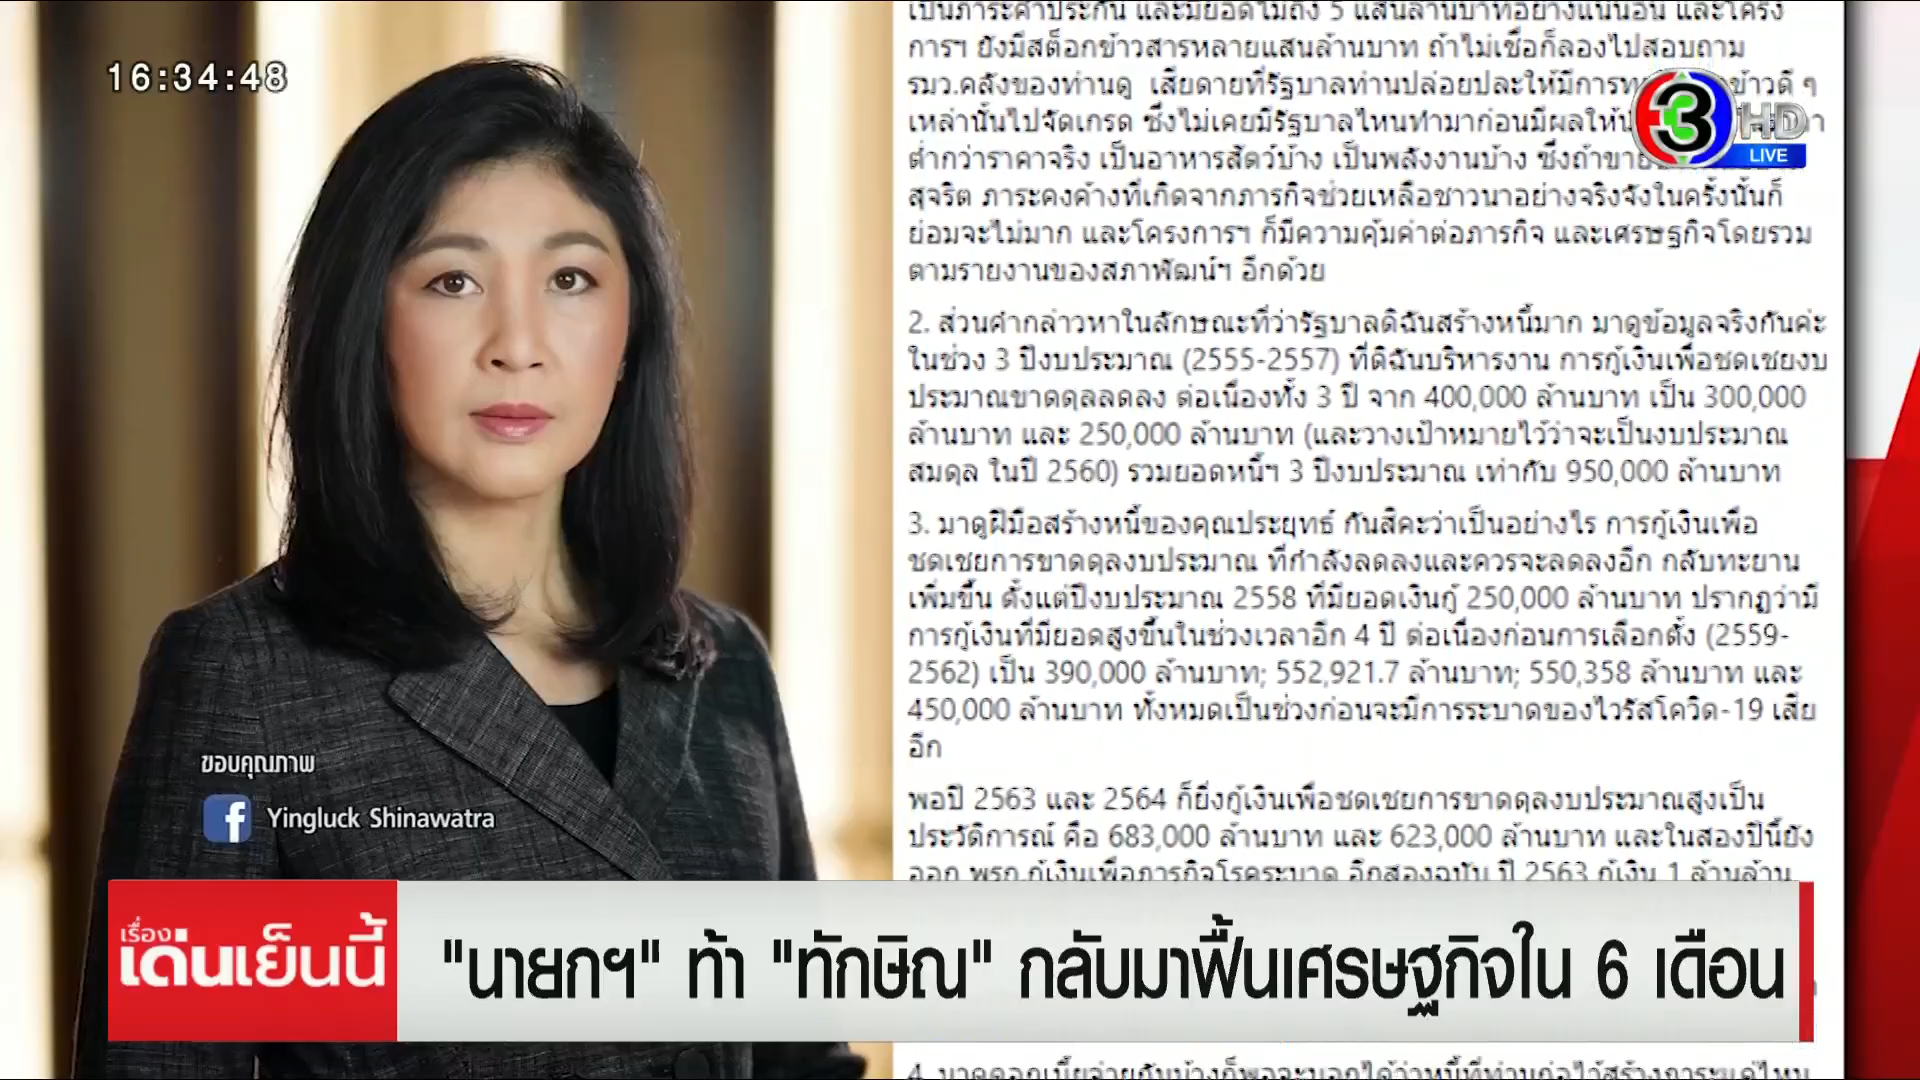 16:34:48
เป็นภาระค้ำประกัน และมียอดไม่ถึง 5 แสนล้านบาทอย่างแน่นอน และโครง
การฯ ยังมีสต็อกข้าวสารหลายแสนล้านบาท ถ้าไม่เชื่อก็ลองไปสอบถาม
รมว.คลังของท่านดู เสียดายที่รัฐบาลท่านปล่อยปละให้มีการ ข้าวดี ๆ
เหล่านั้นไปจัดเกรด ซึ่งไม่เคยมีรัฐบาลไหนทำมาก่อนมีผลให้
ต่ำกว่าราคาจริง เป็นอาหารสัตว์บ้าง เป็นพลังงานบ้าง ซึ่งถ้าขาย
สุจริต ภาระคงค้างที่เกิดจากภารกิจช่วยเหลือชาวนาอย่างจริงจังในครั้งนั้นก็
ย่อมจะไม่มาก และโครงการฯ ก็มีความคุ้มค่าต่อภารกิจ และเศรษฐกิจโดยรวม
ตามรายงานของสภาพัฒน์ฯ อีกด้วย
3 HD
LIVE
2. ส่วนคำกล่าวหาในลักษณะที่ว่ารัฐบาลดิฉันสร้างหนี้มาก มาดูข้อมูลจริงกันค่ะ
ในช่วง 3 ปีงบประมาณ (2555-2557) ที่ดิฉันบริหารงาน การกู้เงินเพื่อชดเชยงบ
ประมาณขาดดุลลดลง ต่อเนื่องทั้ง 3 ปี จาก 400,000 ล้านบาท เป็น 300,000
ล้านบาท และ 250,000 ล้านบาท (และวางเป้าหมายไว้ว่าจะเป็นงบประมาณ
สมดุล ในปี 2560) รวมยอดหนี้ฯ 3 ปีงบประมาณ เท่ากับ 950,000 ล้านบาท
3. มาดูฝีมือสร้างหนี้ของคุณประยุทธ์ กันสิคะว่าเป็นอย่างไร การกู้เงินเพื่อ
ชดเชยการขาดดุลงบประมาณ ที่กำลังลดลงและควรจะลดลงอีก กลับทะยาน
เพิ่มขึ้น ตั้งแต่ปีงบประมาณ 2558 ที่มียอดเงินกู้ 250,000 ล้านบาท ปรากฏว่ามี
การกู้เงินที่มียอดสูงขึ้นในช่วงเวลาอีก 4 ปี ต่อเนื่องก่อนการเลือกตั้ง (2559-
2562) เป็น 390,000 ล้านบาท; 552,921.7 ล้านบาท; 550,358 ล้านบาท และ
450,000 ล้านบาท ทั้งหมดเป็นช่วงก่อนจะมีการระบาดของไวรัสโควิด-19 เสีย
อีก
พอปี 2563 และ 2564 ก็ยิ่งกู้เงินเพื่อชดเชยการขาดดุลงบประมาณสูงเป็น
ประวัติการณ์ คือ 683,000 ล้านบาท และ 623,000 ล้านบาท และในสองปีนี้ยัง
ออก พรก.กู้เงินเพื่อภารกิจโรคระบาด อีกสองฉบับ ปี 2563 กู้เงิน 1 ล้านล้าน
ขอบคุณภาพ
f Yingluck Shinawatra
เรื่อง
เด่นเย็นนี้
"นายกฯ" ท้า "ทักษิณ" กลับมาฟื้นเศรษฐกิจใน 6 เดือน